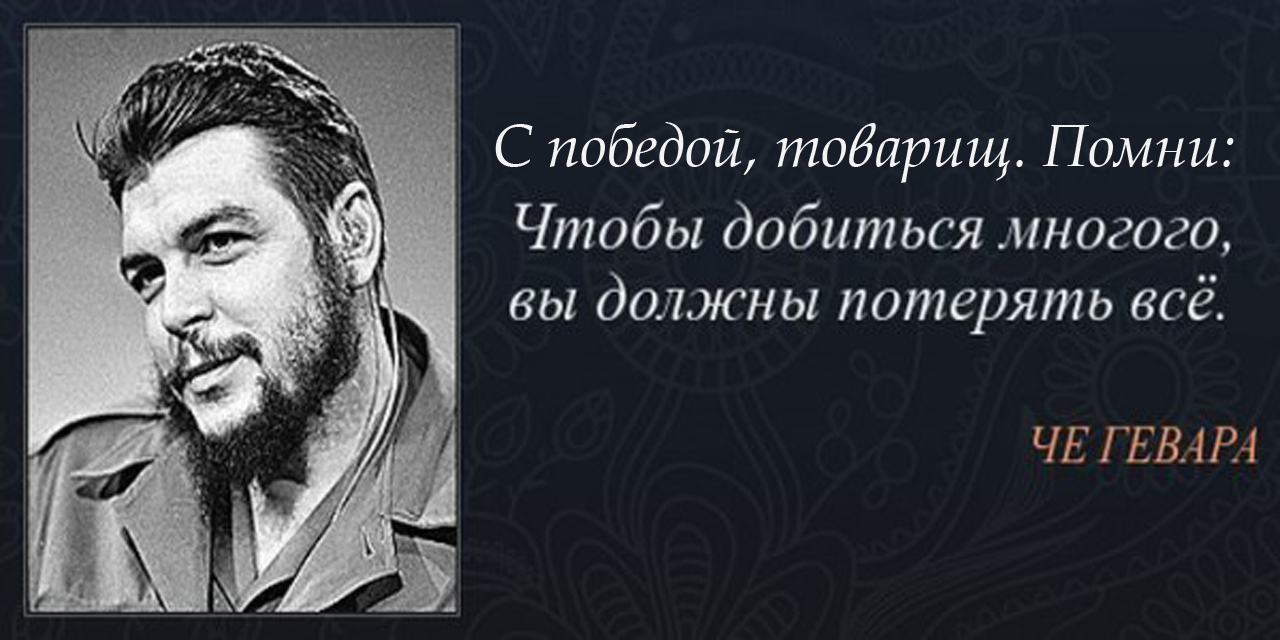 С победой, товарищ. Помни:
Чтобы добиться многого,
вы должны потерять всё.
ЧЕ ГЕВАРА